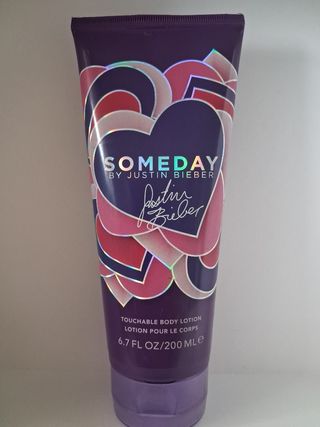 SOMEDAY
BY JUSTIN BIEBER
Justin
Bieber
TOUCHABLE BODY LOTION
LOTION POUR LE CORPS
6.7 FL OZ/200 ML ℮